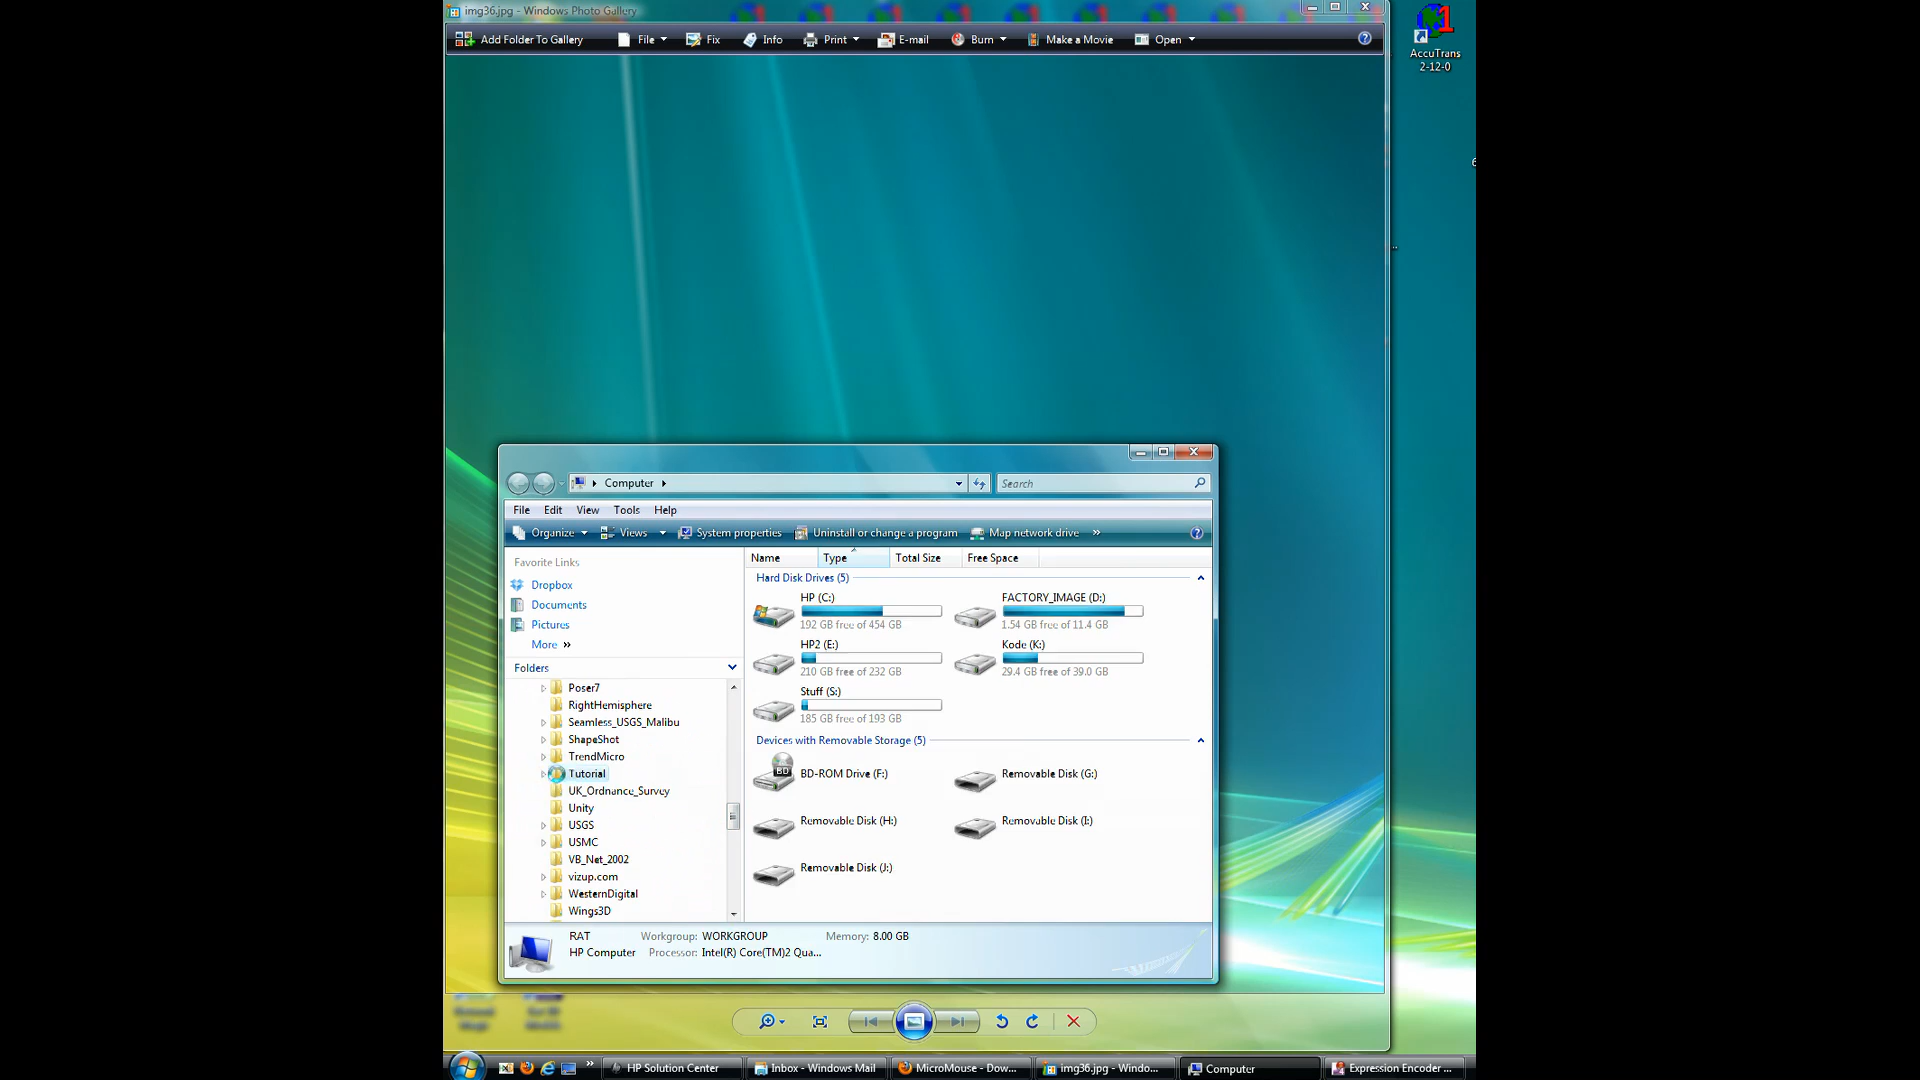 img36.jpg - Windows Photo Gallery
Add Folder To Gallery File Fix Info Print E-mail Burn Make a Movie Open
AccuTrans
2-12-0
Computer
Search
File Edit View Tools Help
Organize Views System properties Uninstall or change a program Map network drive »
Favorite Links
Dropbox
Documents
Pictures
More »
Folders
Poser7
RightHemisphere
Seamless_USGS_Malibu
ShapeShot
TrendMicro
Tutorial
UK_Ordnance_Survey
Unity
USGS
USMC
VB_Net_2002
vizup.com
WesternDigital
Wings3D
Name Type Total Size Free Space
Hard Disk Drives (5)
HP (C:)
192 GB free of 454 GB
FACTORY_IMAGE (D:)
1.54 GB free of 11.4 GB
HP2 (E:)
210 GB free of 232 GB
Kode (K:)
29.4 GB free of 39.0 GB
Stuff (S:)
185 GB free of 193 GB
Devices with Removable Storage (5)
BD
BD-ROM Drive (F:)
Removable Disk (G:)
Removable Disk (H:)
Removable Disk (I:)
Removable Disk (J:)
RAT Workgroup: WORKGROUP Memory: 8.00 GB
HP Computer Processor: Intel(R) Core(TM)2 Qua...
» HP Solution Center Inbox - Windows Mail MicroMouse - Dow... img36.jpg - Windo... Computer Expression Encoder ...